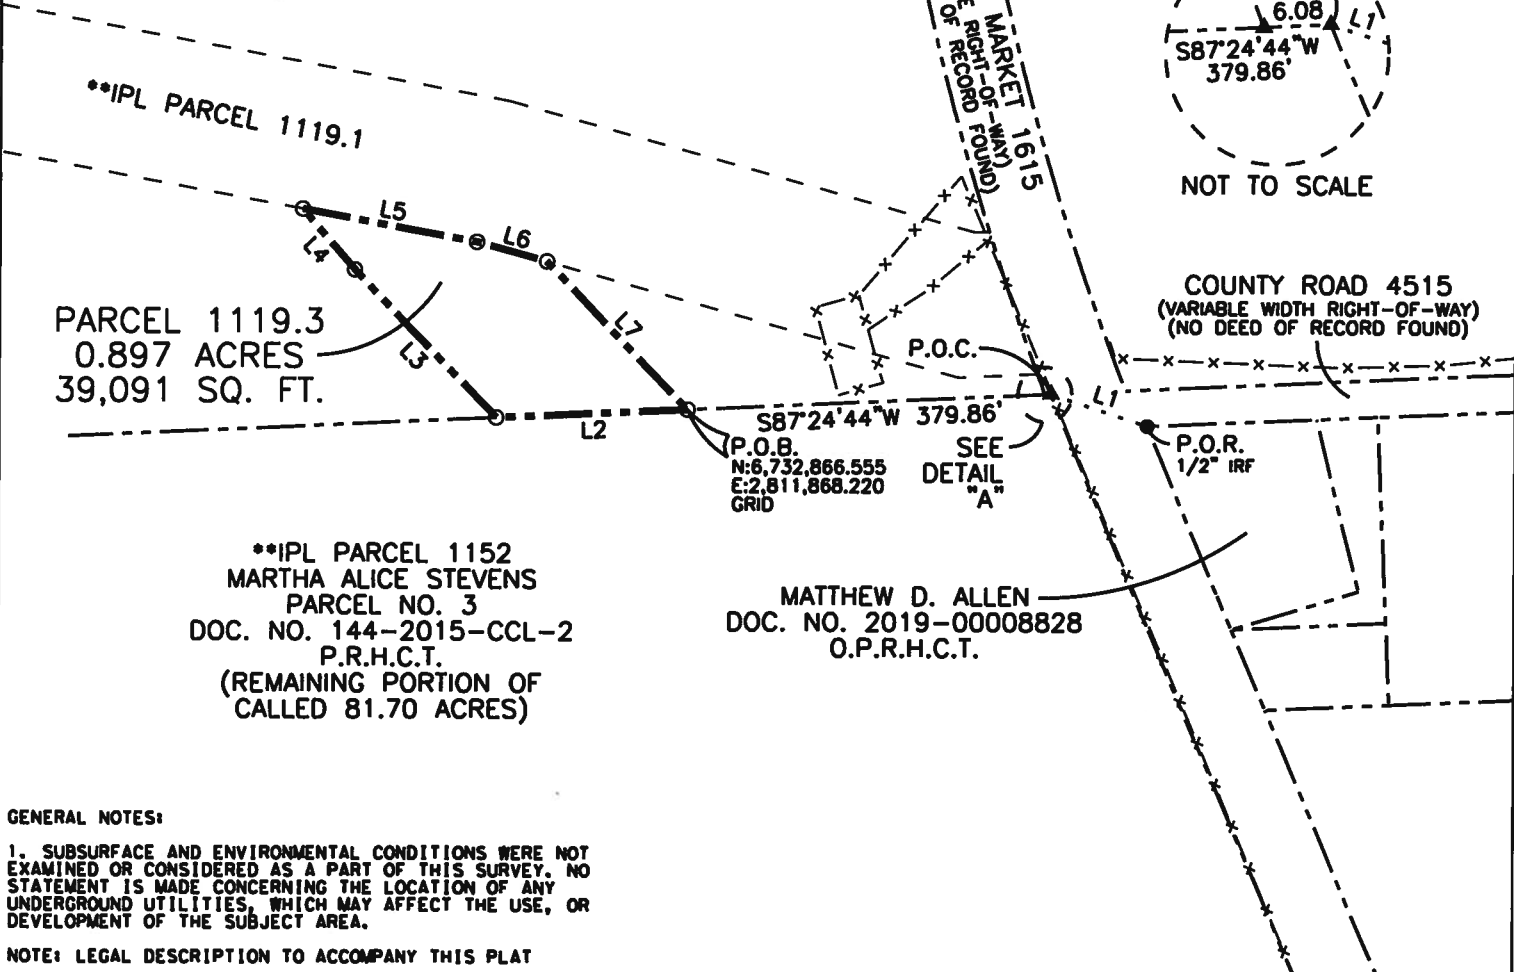 **IPL PARCEL 1119.1
MARKET 1615
RIGHT-OF-WAY)
OF RECORD FOUND)
6.08
L1
S87°24'44"W
379.86'
NOT TO SCALE
L5
L6
L4
L7
L3
PARCEL 1119.3
0.897 ACRES
39,091 SQ. FT.
L2
COUNTY ROAD 4515
(VARIABLE WIDTH RIGHT-OF-WAY)
(NO DEED OF RECORD FOUND)
P.O.C.
L1
S87°24'44"W 379.86'
P.O.B.
N:6,732,866.555
E:2,811,868.220
GRID
SEE
DETAIL
"A"
P.O.R.
1/2" IRF
**IPL PARCEL 1152
MARTHA ALICE STEVENS
PARCEL NO. 3
DOC. NO. 144-2015-CCL-2
P.R.H.C.T.
(REMAINING PORTION OF
CALLED 81.70 ACRES)
MATTHEW D. ALLEN
DOC. NO. 2019-00008828
O.P.R.H.C.T.
GENERAL NOTES:
1. SUBSURFACE AND ENVIRONMENTAL CONDITIONS WERE NOT
EXAMINED OR CONSIDERED AS A PART OF THIS SURVEY. NO
STATEMENT IS MADE CONCERNING THE LOCATION OF ANY
UNDERGROUND UTILITIES, WHICH MAY AFFECT THE USE, OR
DEVELOPMENT OF THE SUBJECT AREA.
NOTE: LEGAL DESCRIPTION TO ACCOMPANY THIS PLAT